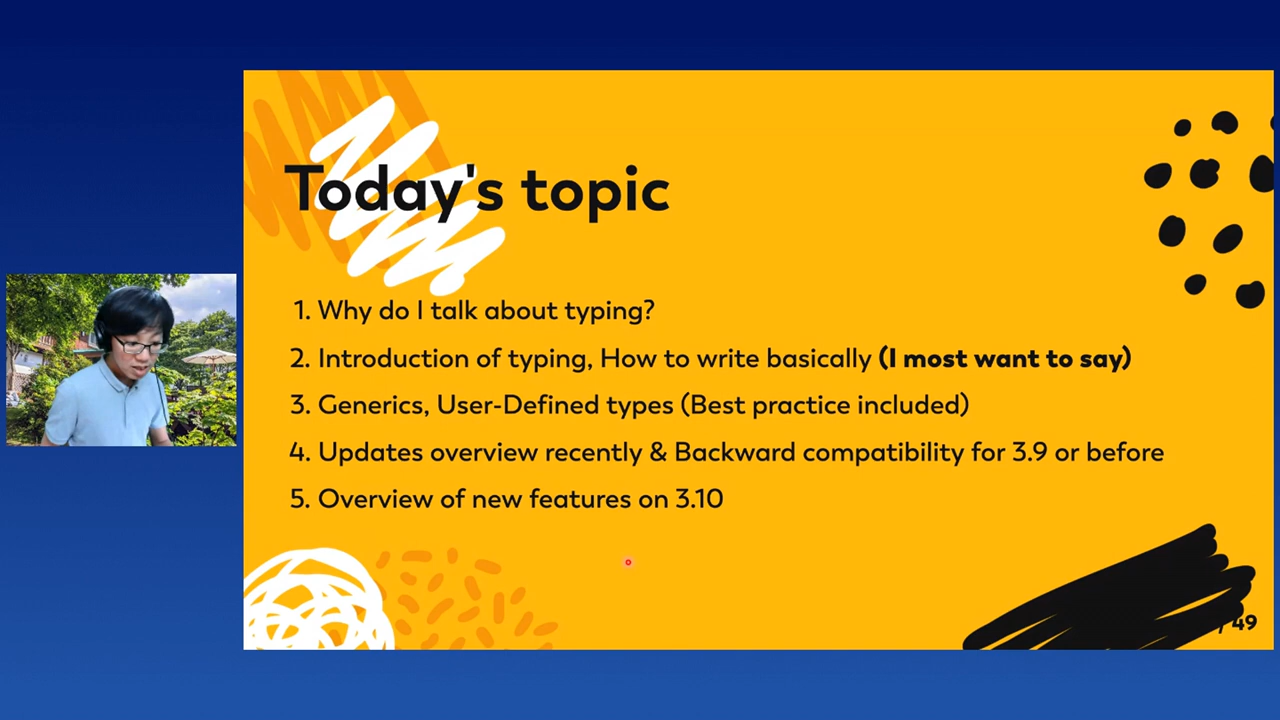 Today's topic
1. Why do I talk about typing?
2. Introduction of typing, How to write basically (I most want to say)
3. Generics, User-Defined types (Best practice included)
4. Updates overview recently & Backward compatibility for 3.9 or before
5. Overview of new features on 3.10
/ 49